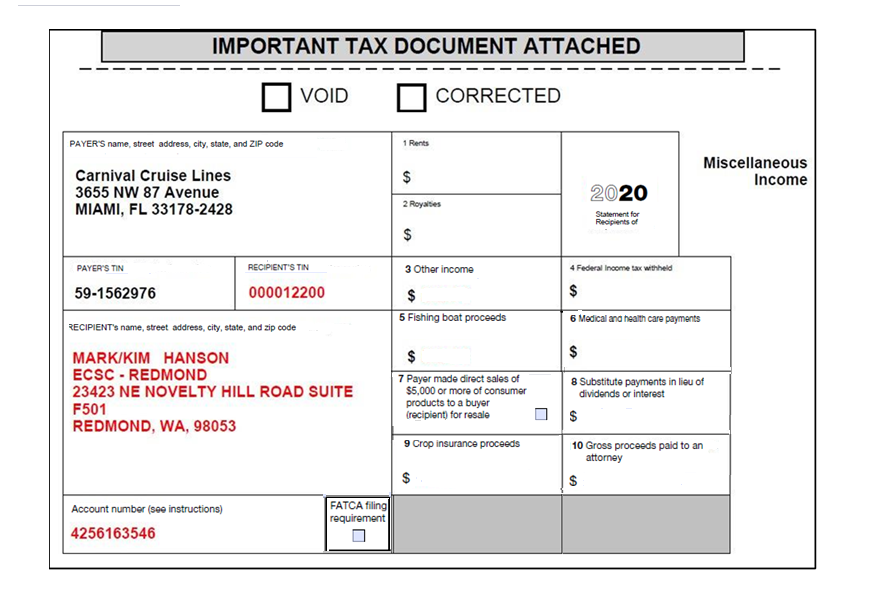 IMPORTANT TAX DOCUMENT ATTACHED
VOID
CORRECTED
PAYER'S name, street address, city, state, and ZIP code
Carnival Cruise Lines
3655 NW 87 Avenue
MIAMI, FL 33178-2428
1 Rents
$
2 Royalties
$
2020
Statement for
Recipients of
Miscellaneous
Income
PAYER'S TIN
59-1562976
RECIPIENT'S TIN
000012200
3 Other income
$
4 Federal Income tax withheld
$
RECIPIENT's name, street address, city, state, and zip code
MARK/KIM HANSON
ECSC - REDMOND
23423 NE NOVELTY HILL ROAD SUITE
F501
REDMOND, WA, 98053
5 Fishing boat proceeds
$
6 Medical and health care payments
$
7 Payer made direct sales of
$5,000 or more of consumer
products to a buyer
(recipient) for resale
8 Substitute payments in lieu of
dividends or interest
$
9 Crop insurance proceeds
$
10 Gross proceeds paid to an
attorney
$
Account number (see instructions)
4256163546
FATCA filing
requirement